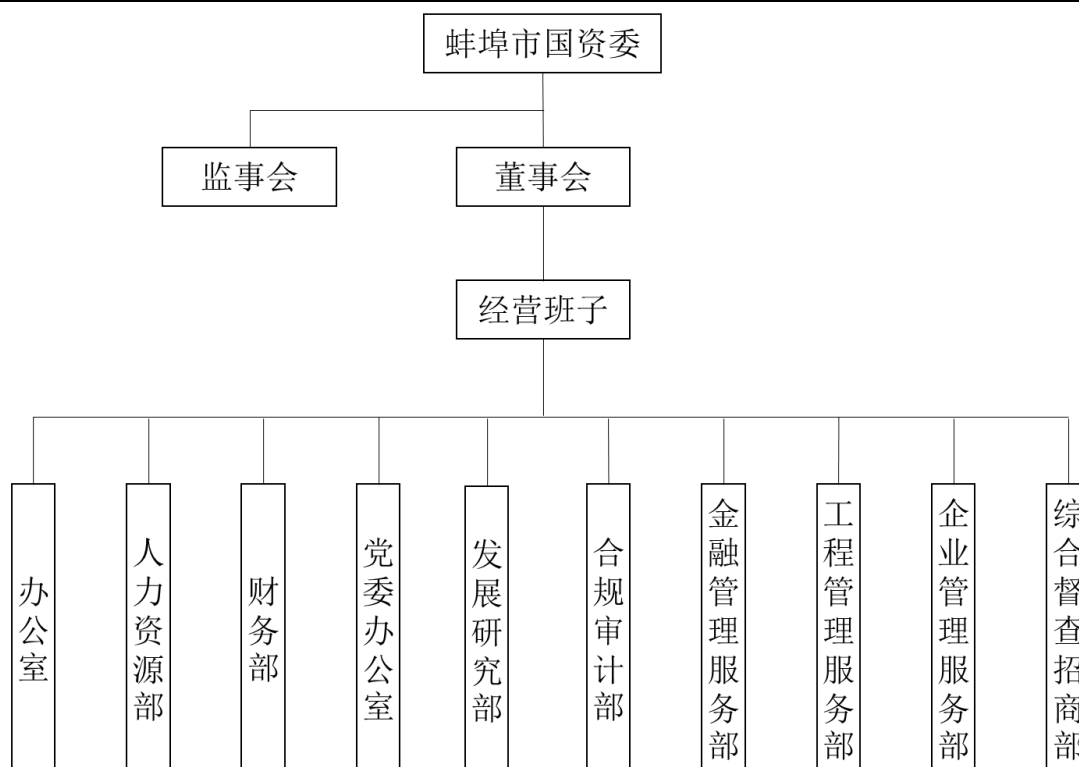 蚌埠市国资委
监事会
董事会
经营班子
办公室
人力资源部
财务部
党委办公室
发展研究部
合规审计部
金融管理服务部
工程管理服务部
企业管理服务部
综合督查招商部